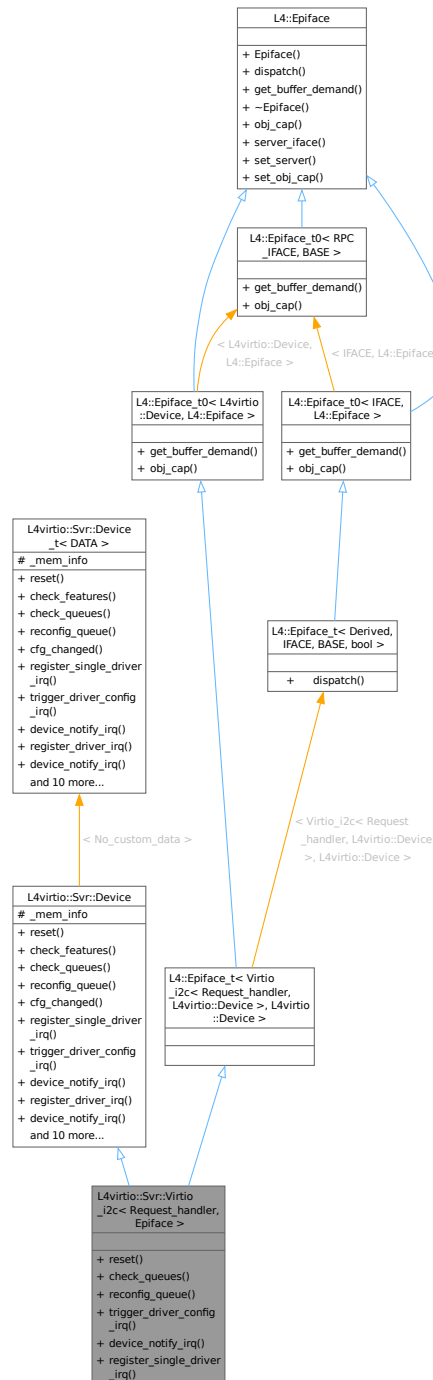 L4::Epiface
+ Epiface()
+ dispatch()
+ get_buffer_demand()
+ ~Epiface()
+ obj_cap()
+ server_iface()
+ set_server()
+ set_obj_cap()
L4::Epiface_t0< RPC
_IFACE, BASE >
+ get_buffer_demand()
+ obj_cap()
< L4virtio::Device,
L4::Epiface >
< IFACE, L4::Epiface
L4::Epiface_t0< L4virtio
::Device, L4::Epiface >
+ get_buffer_demand()
+ obj_cap()
L4::Epiface_t0< IFACE,
L4::Epiface >
+ get_buffer_demand()
+ obj_cap()
L4virtio::Svr::Device
_t< DATA >
# _mem_info
+ reset()
+ check_features()
+ check_queues()
+ reconfig_queue()
+ cfg_changed()
+ register_single_driver
_irq()
+ trigger_driver_config
_irq()
+ device_notify_irq()
+ register_driver_irq()
+ device_notify_irq()
and 10 more...
L4::Epiface_t< Derived,
IFACE, BASE, bool >
+ dispatch()
< No_custom_data >
< Virtio_i2c< Request
_handler, L4virtio::Device
>, L4virtio::Device >
L4virtio::Svr::Device
# _mem_info
+ reset()
+ check_features()
+ check_queues()
+ reconfig_queue()
+ cfg_changed()
+ register_single_driver
_irq()
+ trigger_driver_config
_irq()
+ device_notify_irq()
+ register_driver_irq()
+ device_notify_irq()
and 10 more...
L4::Epiface_t< Virtio
_i2c< Request_handler,
L4virtio::Device >, L4virtio
::Device >
L4virtio::Svr::Virtio
_i2c< Request_handler,
Epiface >
+ reset()
+ check_queues()
+ reconfig_queue()
+ trigger_driver_config
_irq()
+ device_notify_irq()
+ register_single_driver
_irq()